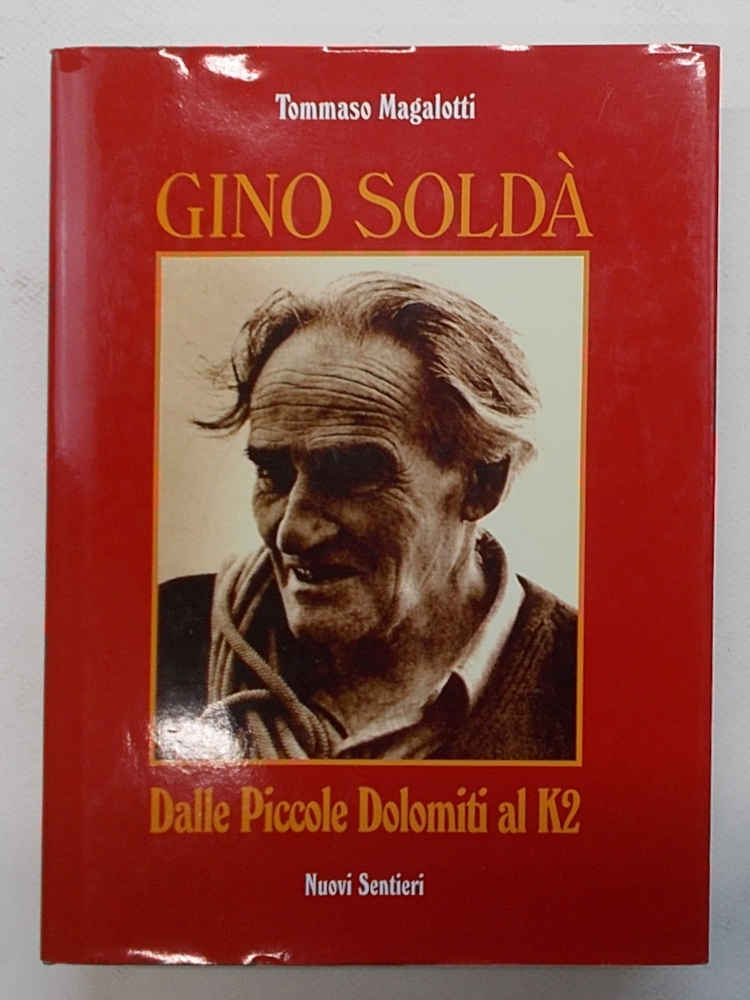 Tommaso Magalotti
GINO SOLDÀ
Dalle Piccole Dolomiti al K2
Nuovi Sentieri